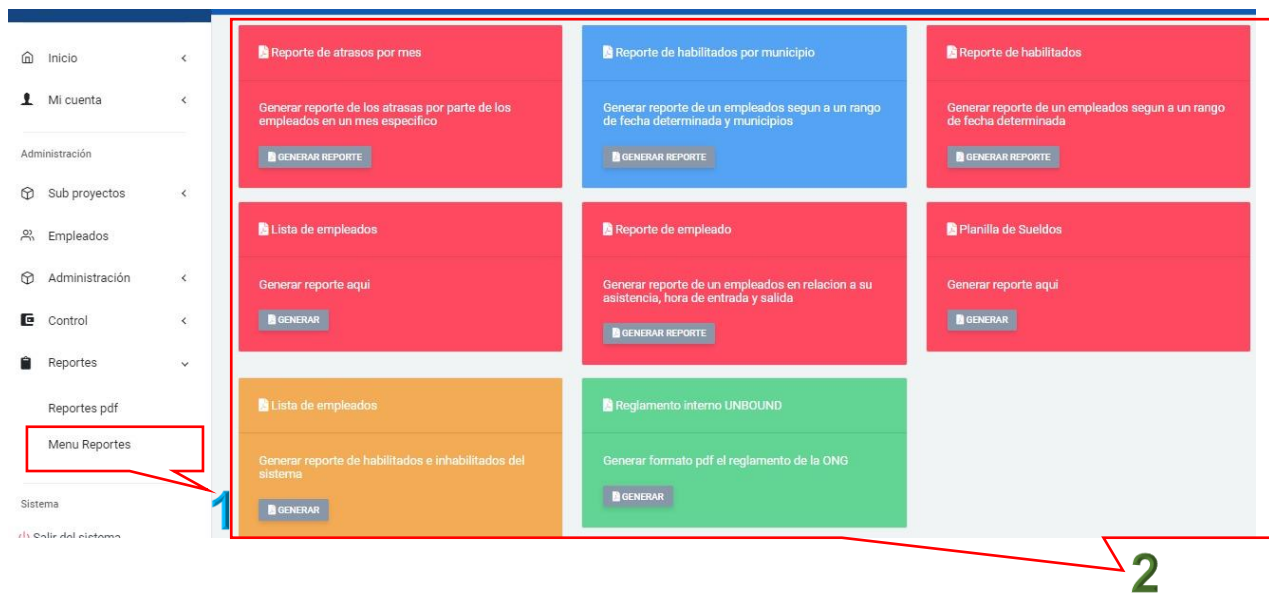 Inicio
Mi cuenta
Administración
Sub proyectos
Empleados
Administración
Control
Reportes
Reportes pdf
Menu Reportes
Sistema
Salir del sistema
1
Reporte de atrasos por mes
Generar reporte de los atrasas por parte de los
empleados en un mes especifico
GENERAR REPORTE
Reporte de habilitados por municipio
Generar reporte de un empleados segun a un rango
de fecha determinada y municipios
GENERAR REPORTE
Reporte de habilitados
Generar reporte de un empleados segun a un rango
de fecha determinada
GENERAR REPORTE
Lista de empleados
Generar reporte aqui
GENERAR
Reporte de empleado
Generar reporte de un empleados en relacion a su
asistencia, hora de entrada y salida
GENERAR REPORTE
Planilla de Sueldos
Generar reporte aqui
GENERAR
Lista de empleados
Generar reporte de habilitados e inhabilitados del
sistema
GENERAR
Reglamento interno UNBOUND
Generar formato pdf el reglamento de la ONG
GENERAR
2